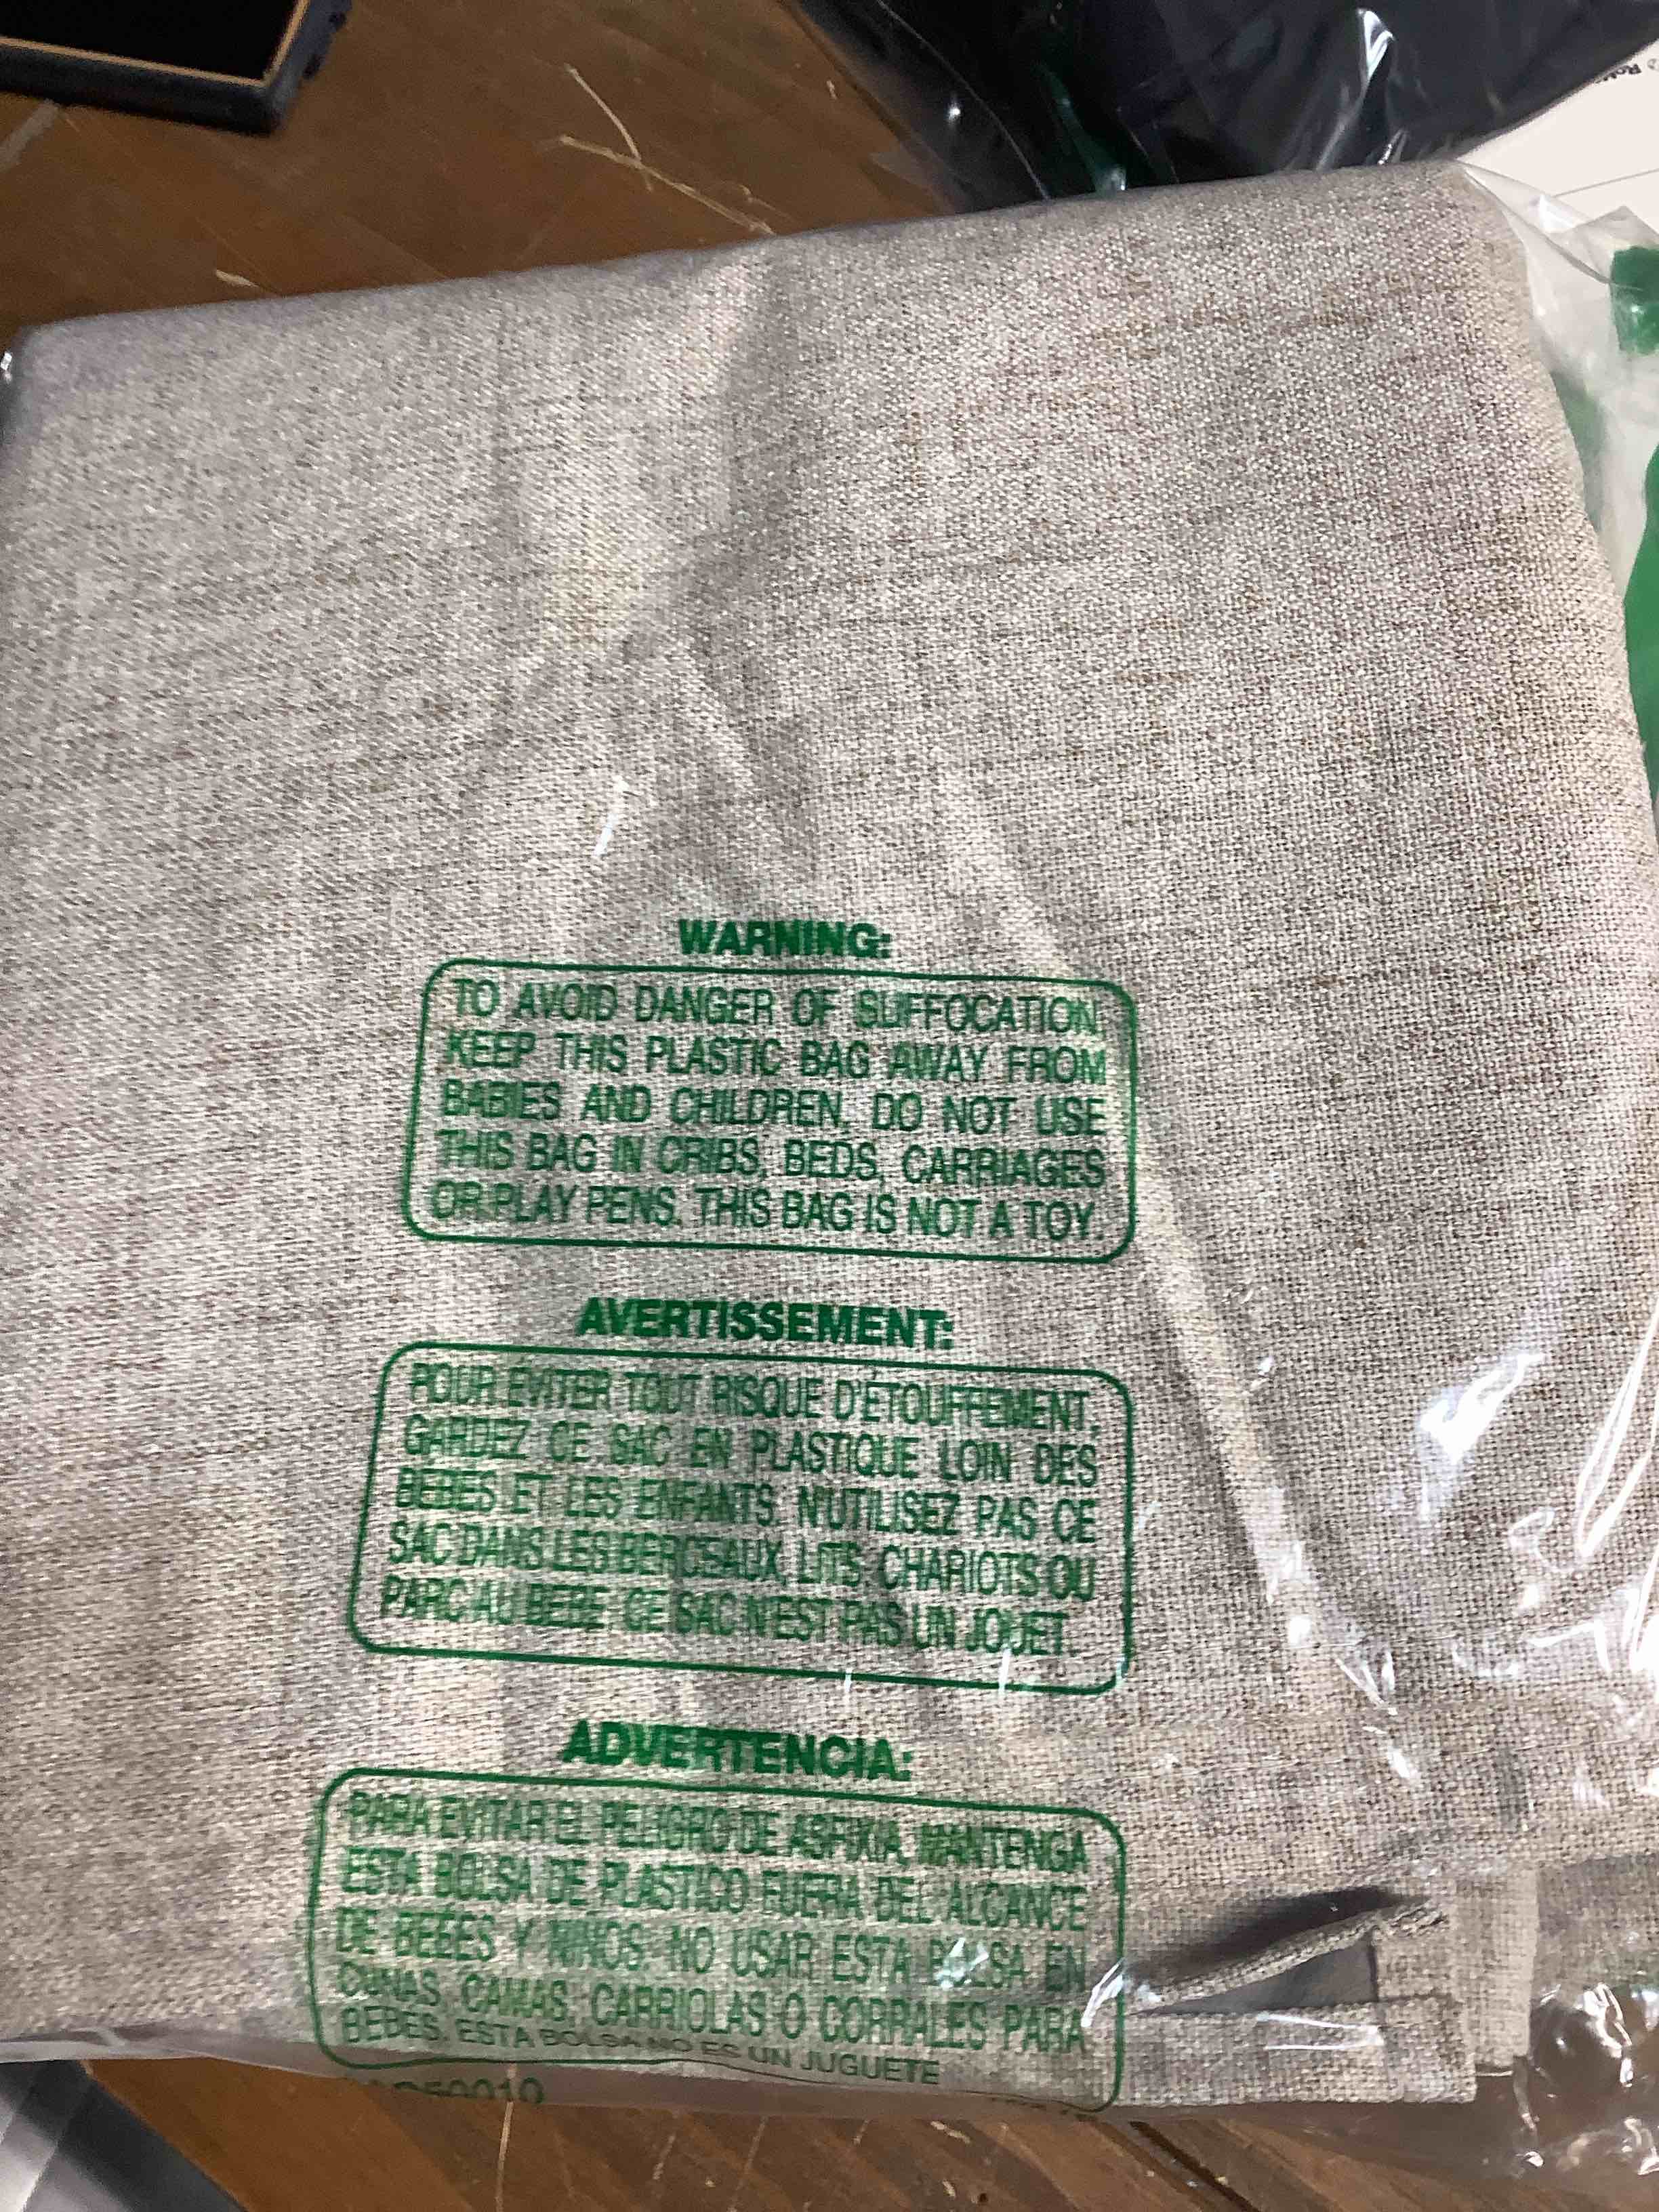 WARNING:
TO AVOID DANGER OF SUFFOCATION,
KEEP THIS PLASTIC BAG AWAY FROM
BABIES AND CHILDREN. DO NOT USE
THIS BAG IN CRIBS, BEDS, CARRIAGES
OR PLAY PENS. THIS BAG IS NOT A TOY.
AVERTISSEMENT:
POUR ÉVITER TOUT RISQUE D'ÉTOUFFEMENT,
GARDEZ CE SAC EN PLASTIQUE LOIN DES
BEBES ET LES ENFANTS. N'UTILISEZ PAS CE
SAC DANS LES BERCEAUX, LITS, CHARIOTS OU
PARC AU BEBE CE SAC N'EST PAS UN JOUET.
ADVERTENCIA:
PARA EVITAR EL PELIGRO DE ASFIXIA, MANTENGA
ESTA BOLSA DE PLASTICO FUERA DEL ALCANCE
DE BEBES Y NINOS. NO USAR ESTA BOLSA EN
CUNAS, CAMAS, CARRIOLAS O CORRALES PARA
BEBES. ESTA BOLSA NO ES UN JUGUETE